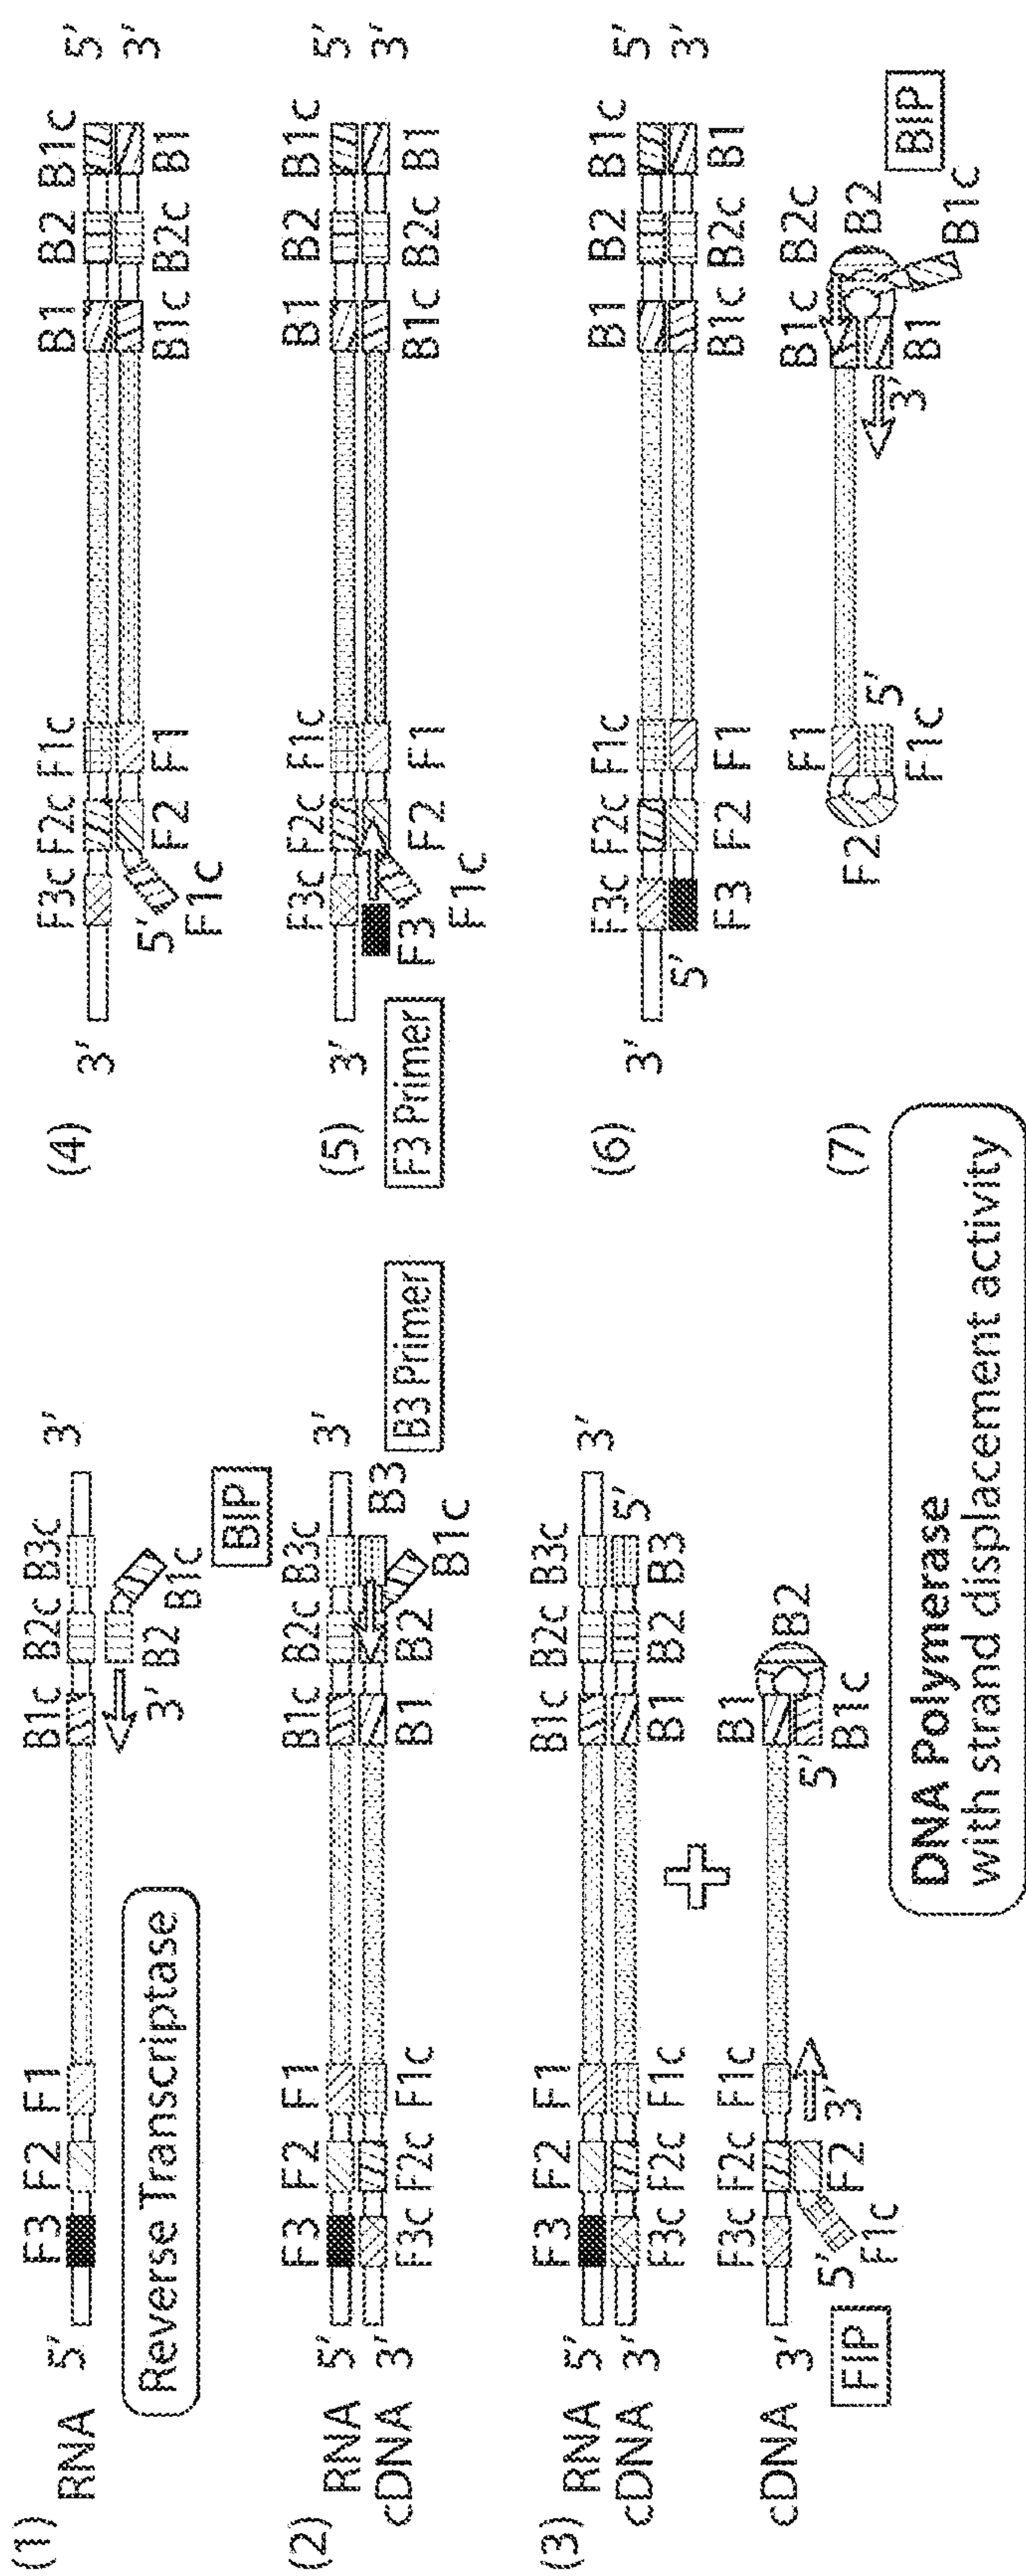 (1)
F3 F2 F1 B1c B2c B3c
RNA 5' 3'
3' B2 B1c
Reverse Transcriptase
BIP
(2)
F3 F2 F1 B1c B2c B3c
RNA 5' 3'
cDNA 3' B3
F3c F2c F1c B1 B2 B1c
B3 Primer
(3)
F3 F2 F1 B1c B2c B3c
RNA 5' 3'
cDNA 3' 5'
F3c F2c F1c B1 B2 B3
F3c F2c F1c B1 B2
cDNA 3'
5' F2 3' 5' B1c
F1c
FIP
DNA Polymerase
with strand displacement activity
(4)
F3c F2c F1c B1 B2 B1c
3' 5'
3'
5' F2 F1 B1c B2c B1
F1c
(5)
F3c F2c F1c B1 B2 B1c
3' 5'
3'
F3 F2 F1 B1c B2c B1
F3 Primer
F1c
(6)
F3c F2c F1c B1 B2 B1c
3' 5'
5' 3'
F3 F2 F1 B1c B2c B1
(7)
F1 B1c B2c
F2 5' B2
F1c 3' B1 B1c
BIP